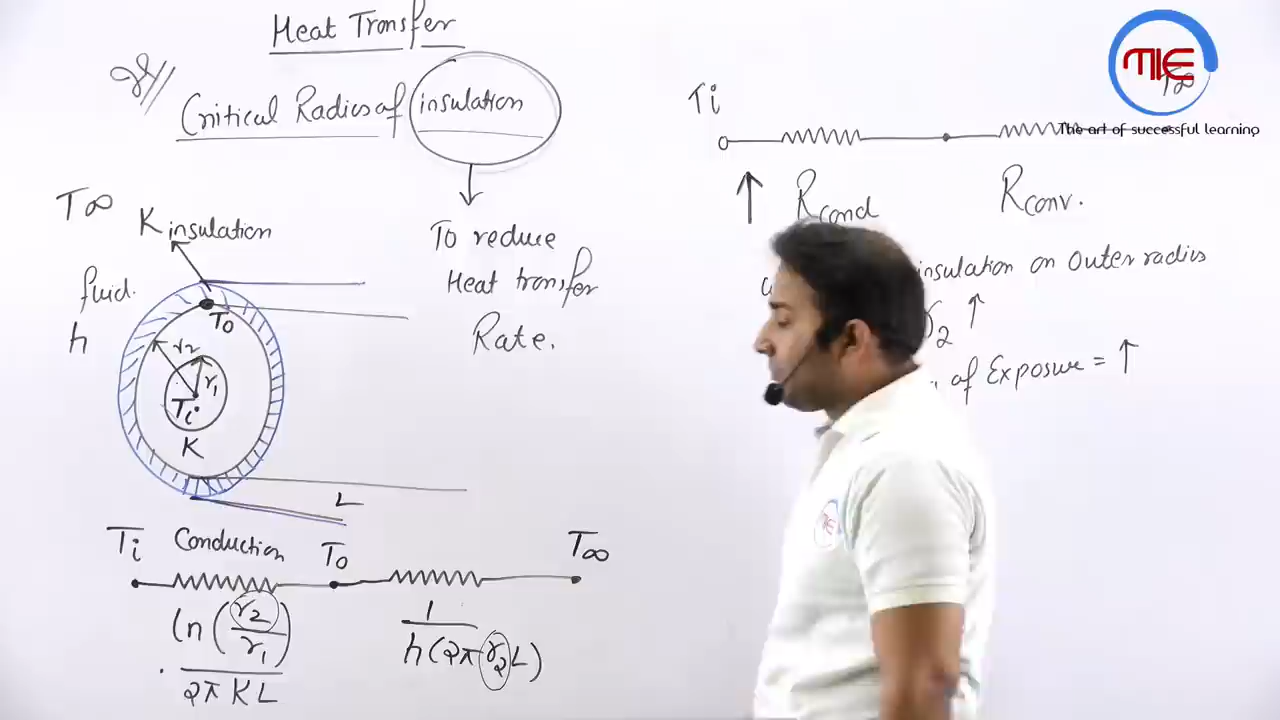 Heat Transfer
Critical Radius of insulation
To reduce
Heat transfer
Rate.
T∞
K insulation
fluid.
h
To
r2
r1
Ti
K
L
Ti Conduction To T∞
ln(r2/r1)/2πKL
1/h(2πr2L)
MIE
The art of successful learning
Ti T∞
↑ Rcond Rconv.
insulation on Outer radius
r2 ↑
of Exposure = ↑